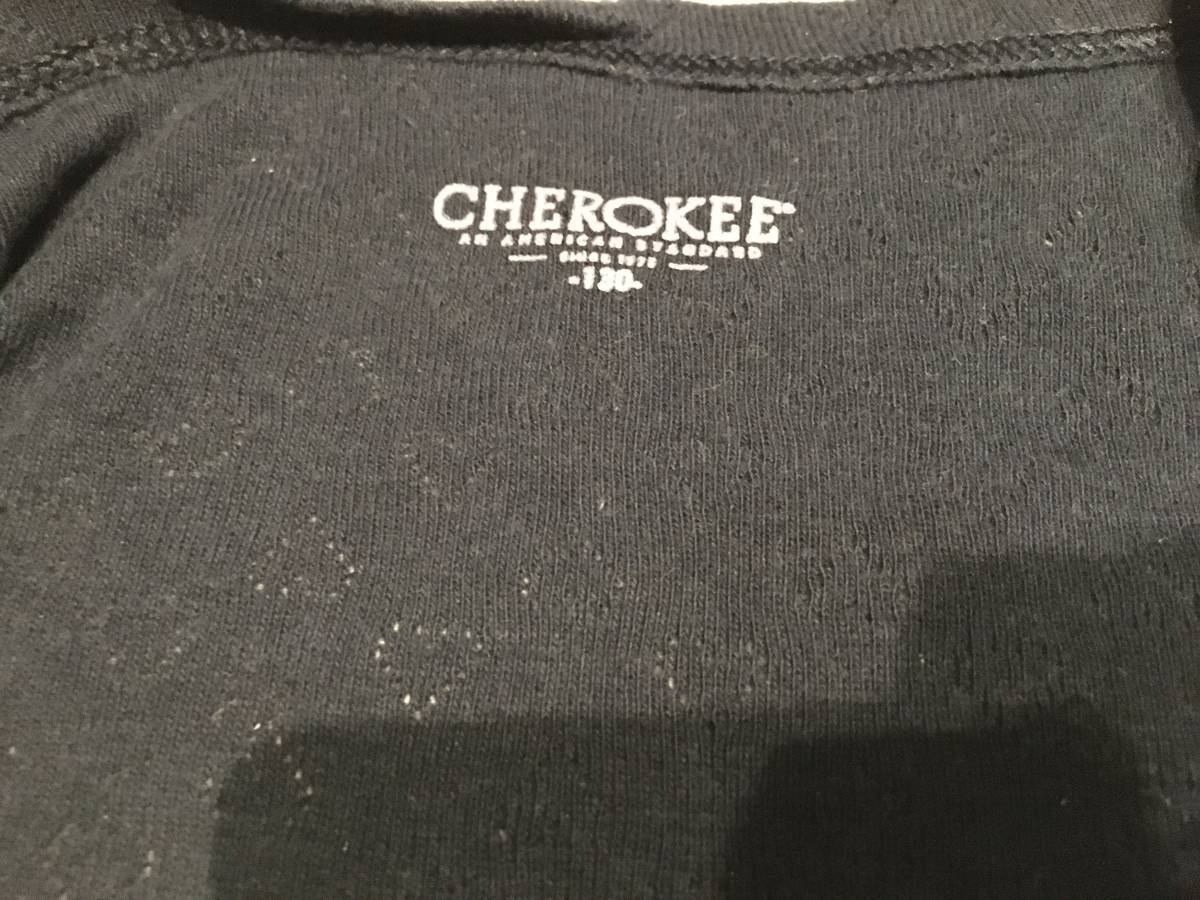 CHEROKEE
AN AMERICAN STANDARD
SINCE 1973
-130-